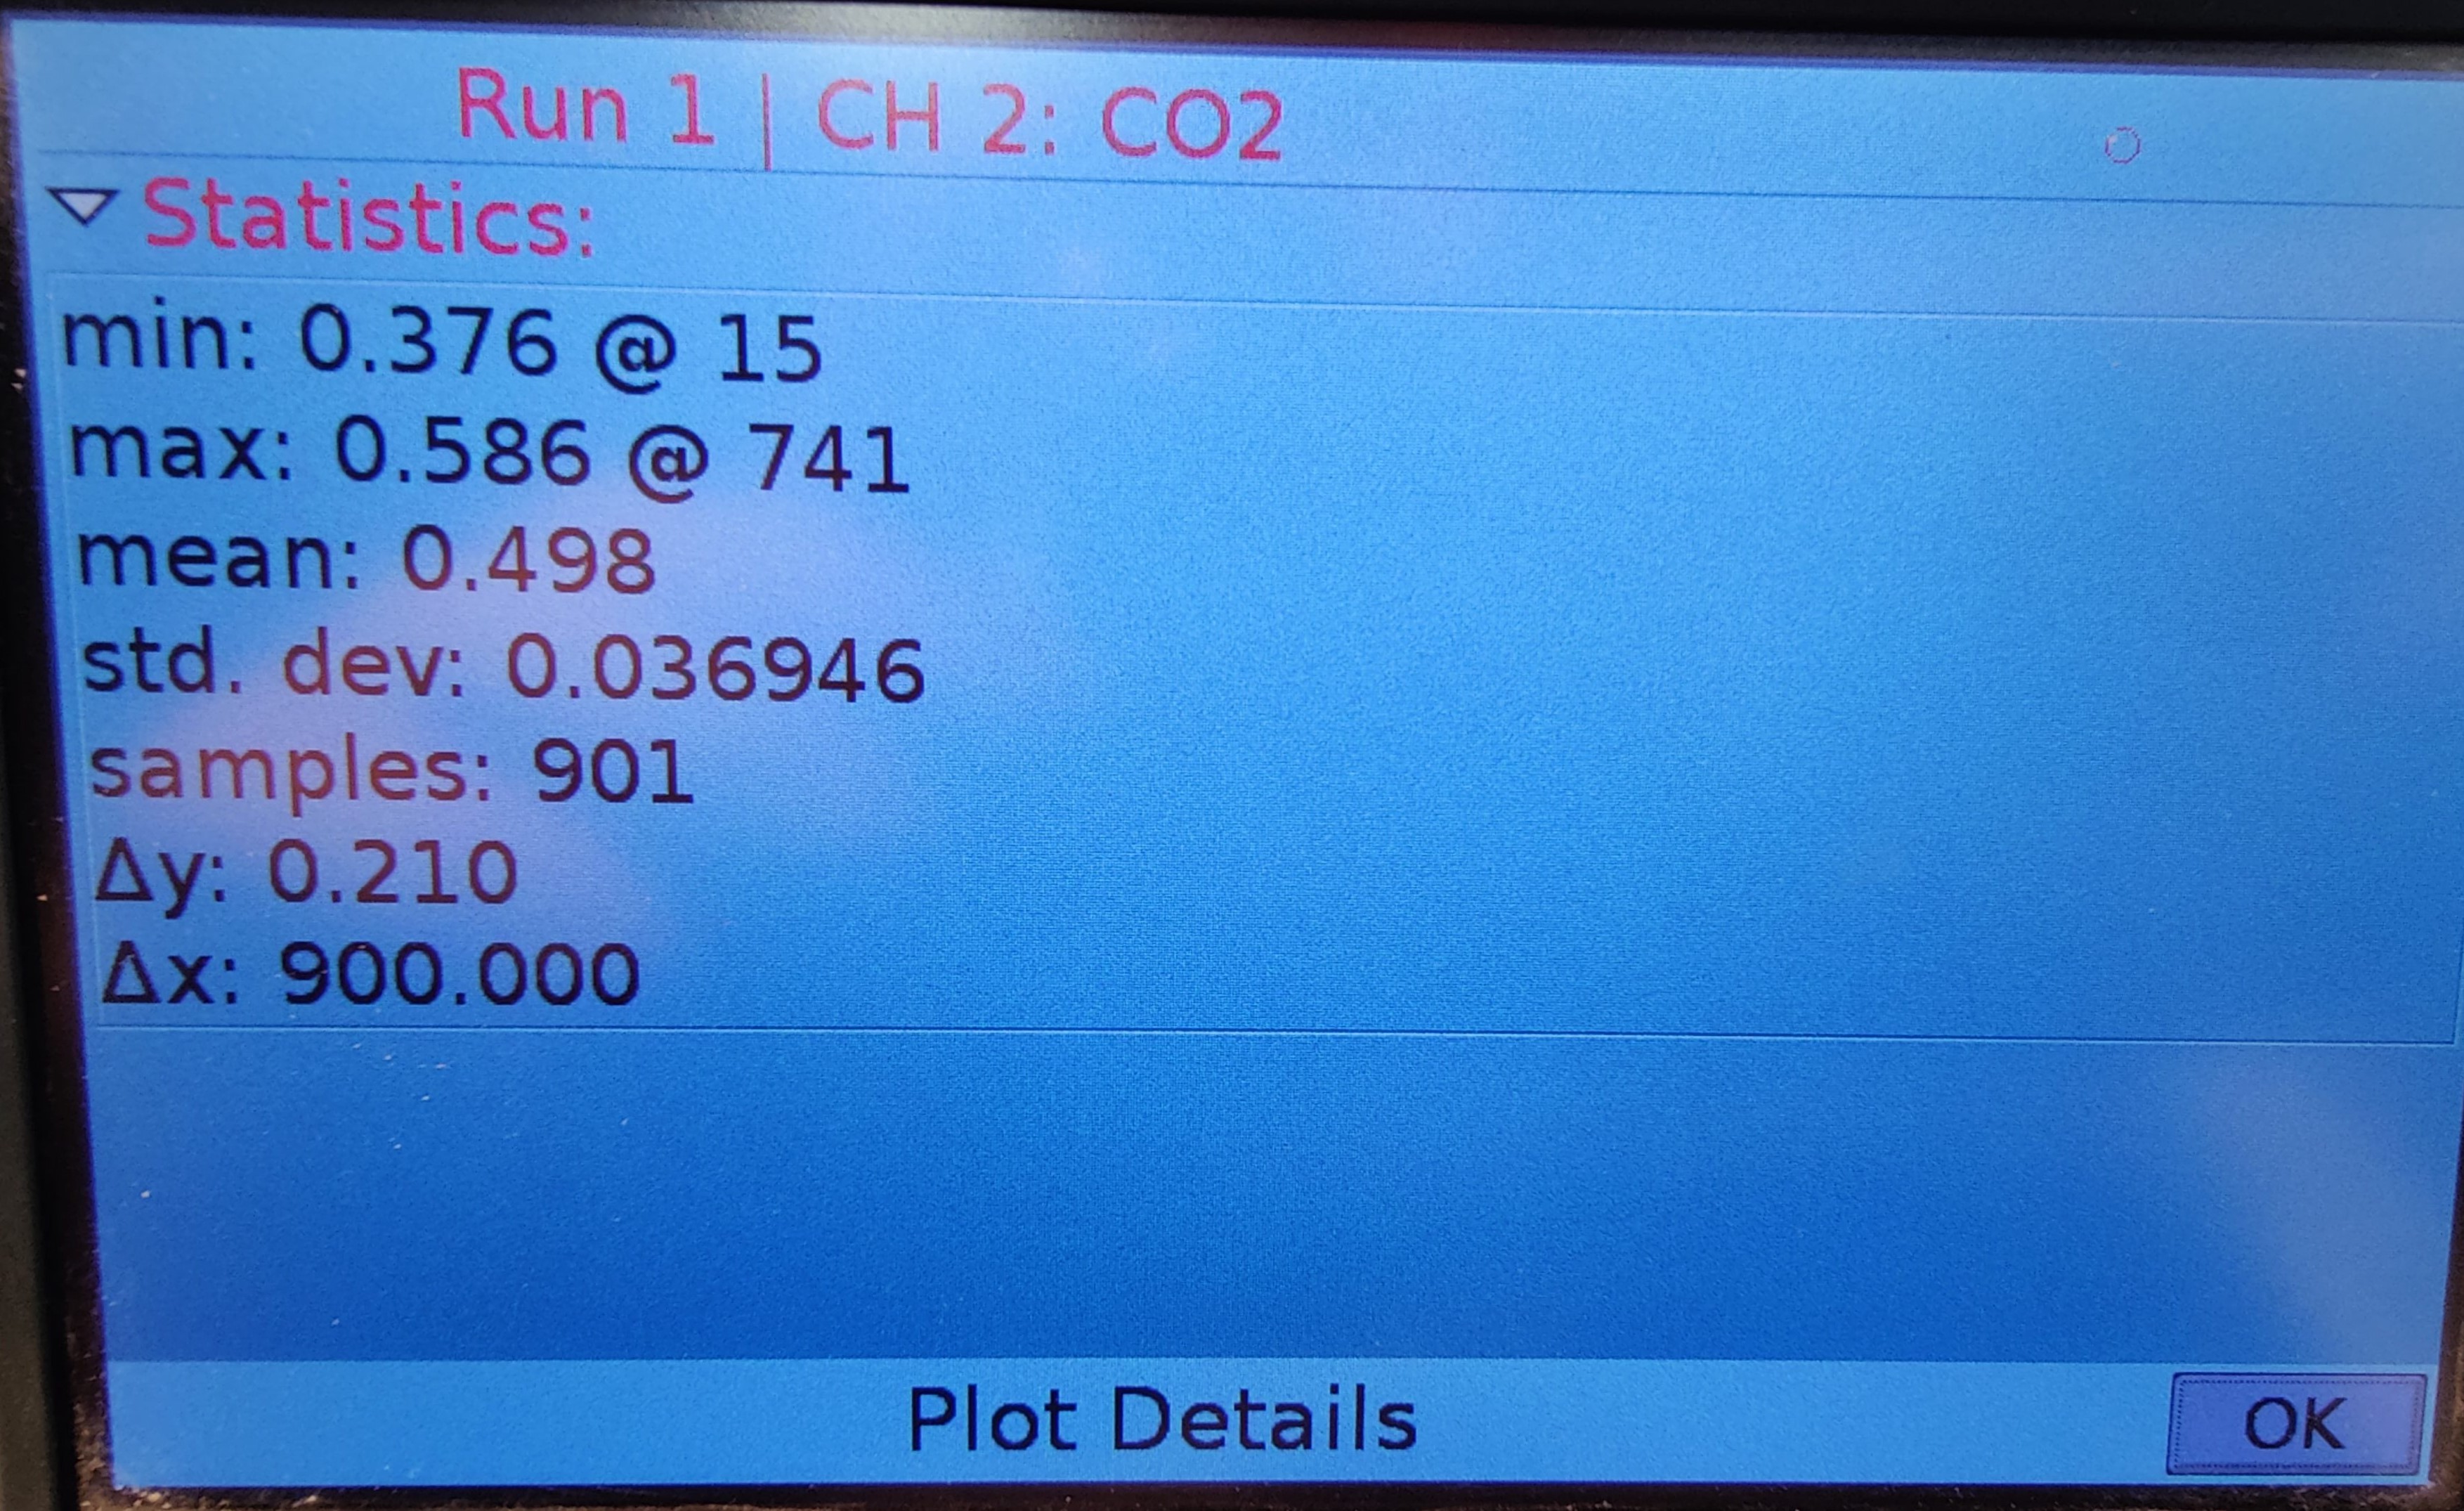 Run 1 | CH 2: CO2
Statistics:
min: 0.376 @ 15
max: 0.586 @ 741
mean: 0.498
std. dev: 0.036946
samples: 901
Δy: 0.210
Δx: 900.000
Plot Details
OK